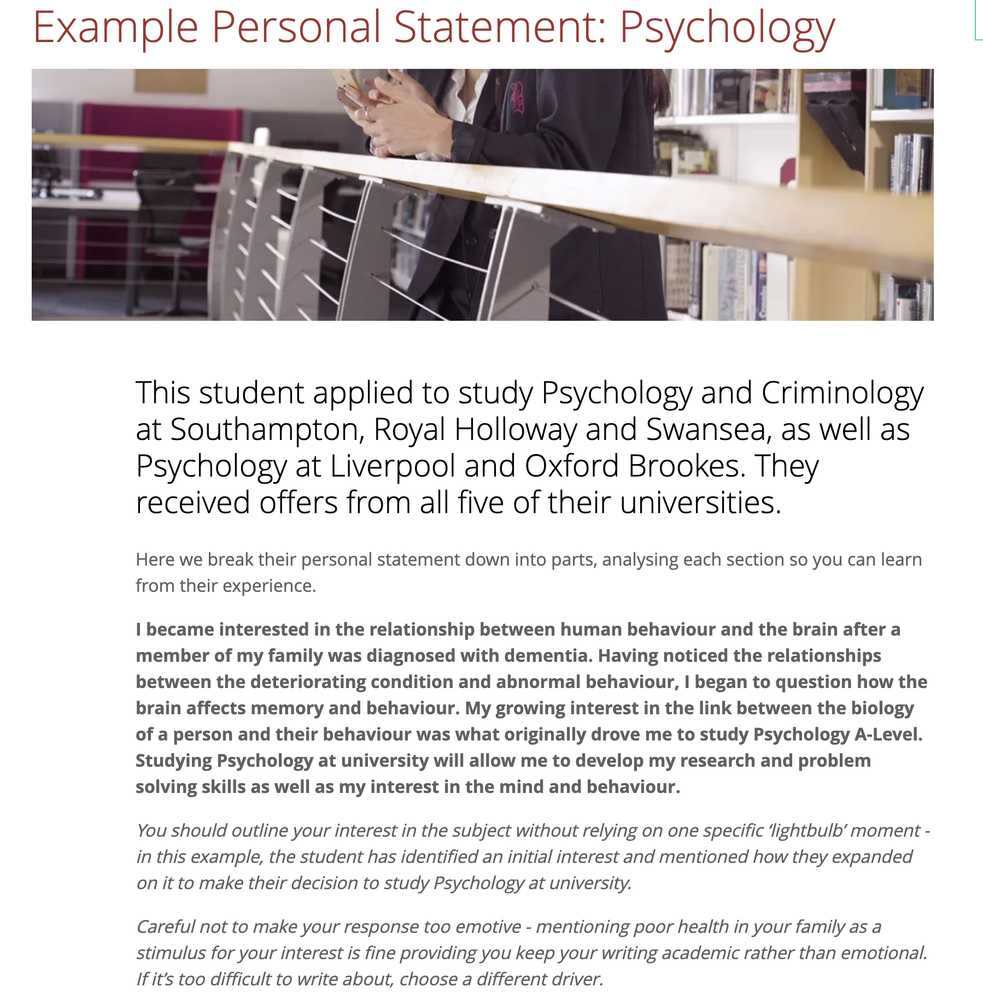 Example Personal Statement: Psychology
This student applied to study Psychology and Criminology
at Southampton, Royal Holloway and Swansea, as well as
Psychology at Liverpool and Oxford Brookes. They
received offers from all five of their universities.
Here we break their personal statement down into parts, analysing each section so you can learn
from their experience.
I became interested in the relationship between human behaviour and the brain after a
member of my family was diagnosed with dementia. Having noticed the relationships
between the deteriorating condition and abnormal behaviour, I began to question how the
brain affects memory and behaviour. My growing interest in the link between the biology
of a person and their behaviour was what originally drove me to study Psychology A-Level.
Studying Psychology at university will allow me to develop my research and problem
solving skills as well as my interest in the mind and behaviour.
You should outline your interest in the subject without relying on one specific ‘lightbulb’ moment -
in this example, the student has identified an initial interest and mentioned how they expanded
on it to make their decision to study Psychology at university.
Careful not to make your response too emotive - mentioning poor health in your family as a
stimulus for your interest is fine providing you keep your writing academic rather than emotional.
If it’s too difficult to write about, choose a different driver.